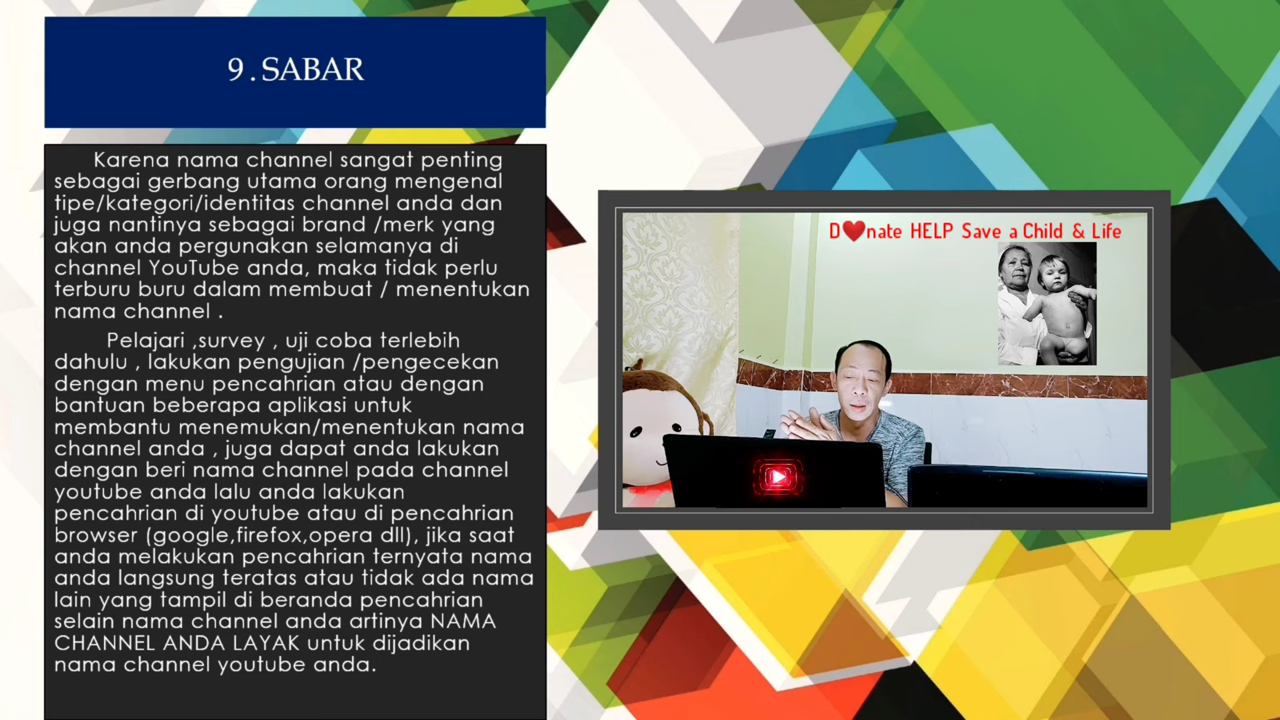 9 . SABAR
Karena nama channel sangat penting
sebagai gerbang utama orang mengenal
tipe/kategori/identitas channel anda dan
juga nantinya sebagai brand /merk yang
akan anda pergunakan selamanya di
channel YouTube anda, maka tidak perlu
terburu buru dalam membuat / menentukan
nama channel .
Pelajari ,survey , uji coba terlebih
dahulu , lakukan pengujian /pengecekan
dengan menu pencahrian atau dengan
bantuan beberapa aplikasi untuk
membantu menemukan/menentukan nama
channel anda , juga dapat anda lakukan
dengan beri nama channel pada channel
youtube anda lalu anda lakukan
pencahrian di youtube atau di pencahrian
browser (google,firefox,opera dll), jika saat
anda melakukan pencahrian ternyata nama
anda langsung teratas atau tidak ada nama
lain yang tampil di beranda pencahrian
selain nama channel anda artinya NAMA
CHANNEL ANDA LAYAK untuk dijadikan
nama channel youtube anda.
D❤nate HELP Save a Child & Life